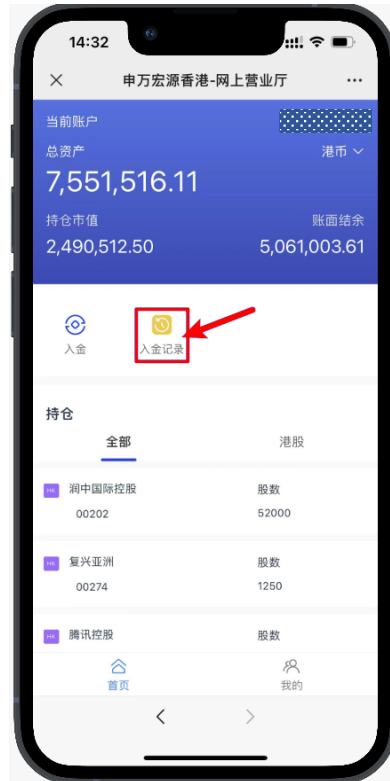 14:32
申万宏源香港-网上营业厅
当前账户
总资产 港币
7,551,516.11
持仓市值 账面结余
2,490,512.50 5,061,003.61
入金 入金记录
持仓
全部 港股
HK 润中国际控股 股数
00202 52000
HK 复兴亚洲 股数
00274 1250
HK 腾讯控股 股数
首页 我的